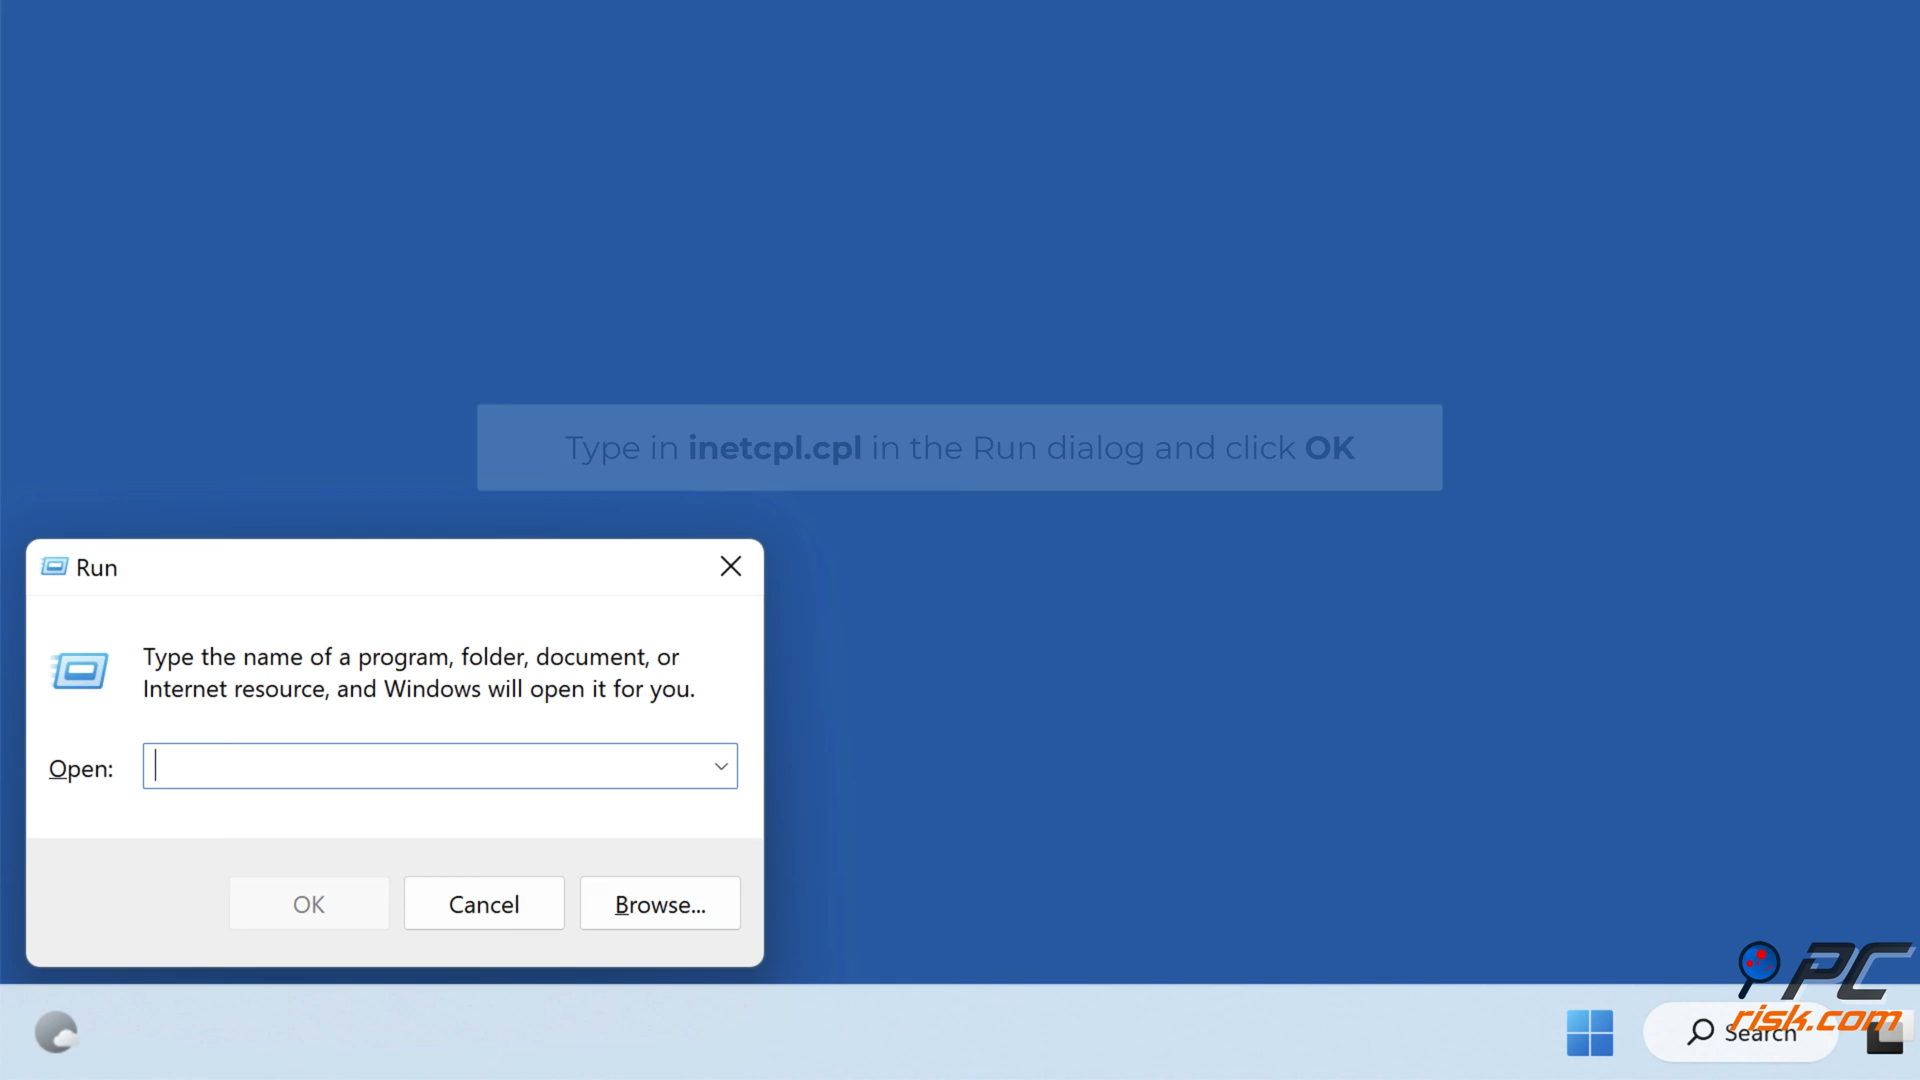 Type in inetcpl.cpl in the Run dialog and click OK
Run
Type the name of a program, folder, document, or
Internet resource, and Windows will open it for you.
Open:
OK
Cancel
Browse...
PC
risk.com
Search